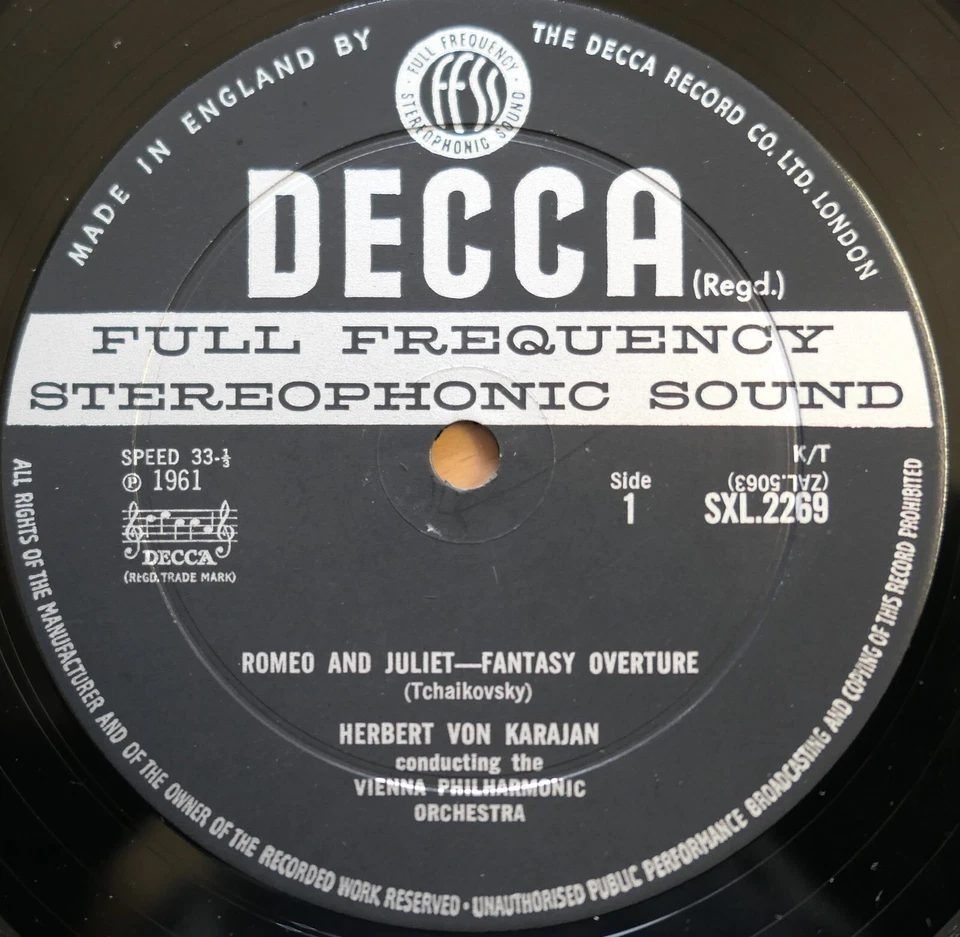 MADE IN ENGLAND BY
THE DECCA RECORD CO. LTD. LONDON
· FULL FREQUENCY ·
STEREOPHONIC SOUND
FFSS
DECCA (Regd.)
FULL FREQUENCY
STEREOPHONIC SOUND
SPEED 33-⅓
Ⓟ 1961
DECCA
(REGD. TRADE MARK)
Side
1
K/T
(ZAL.5063)
SXL.2269
ROMEO AND JULIET—FANTASY OVERTURE
(Tchaikovsky)
HERBERT VON KARAJAN
conducting the
VIENNA PHILHARMONIC
ORCHESTRA
ALL RIGHTS OF THE MANUFACTURER AND OF THE OWNER OF THE RECORDED WORK RESERVED · UNAUTHORISED PUBLIC PERFORMANCE BROADCASTING AND COPYING OF THIS RECORD PROHIBITED